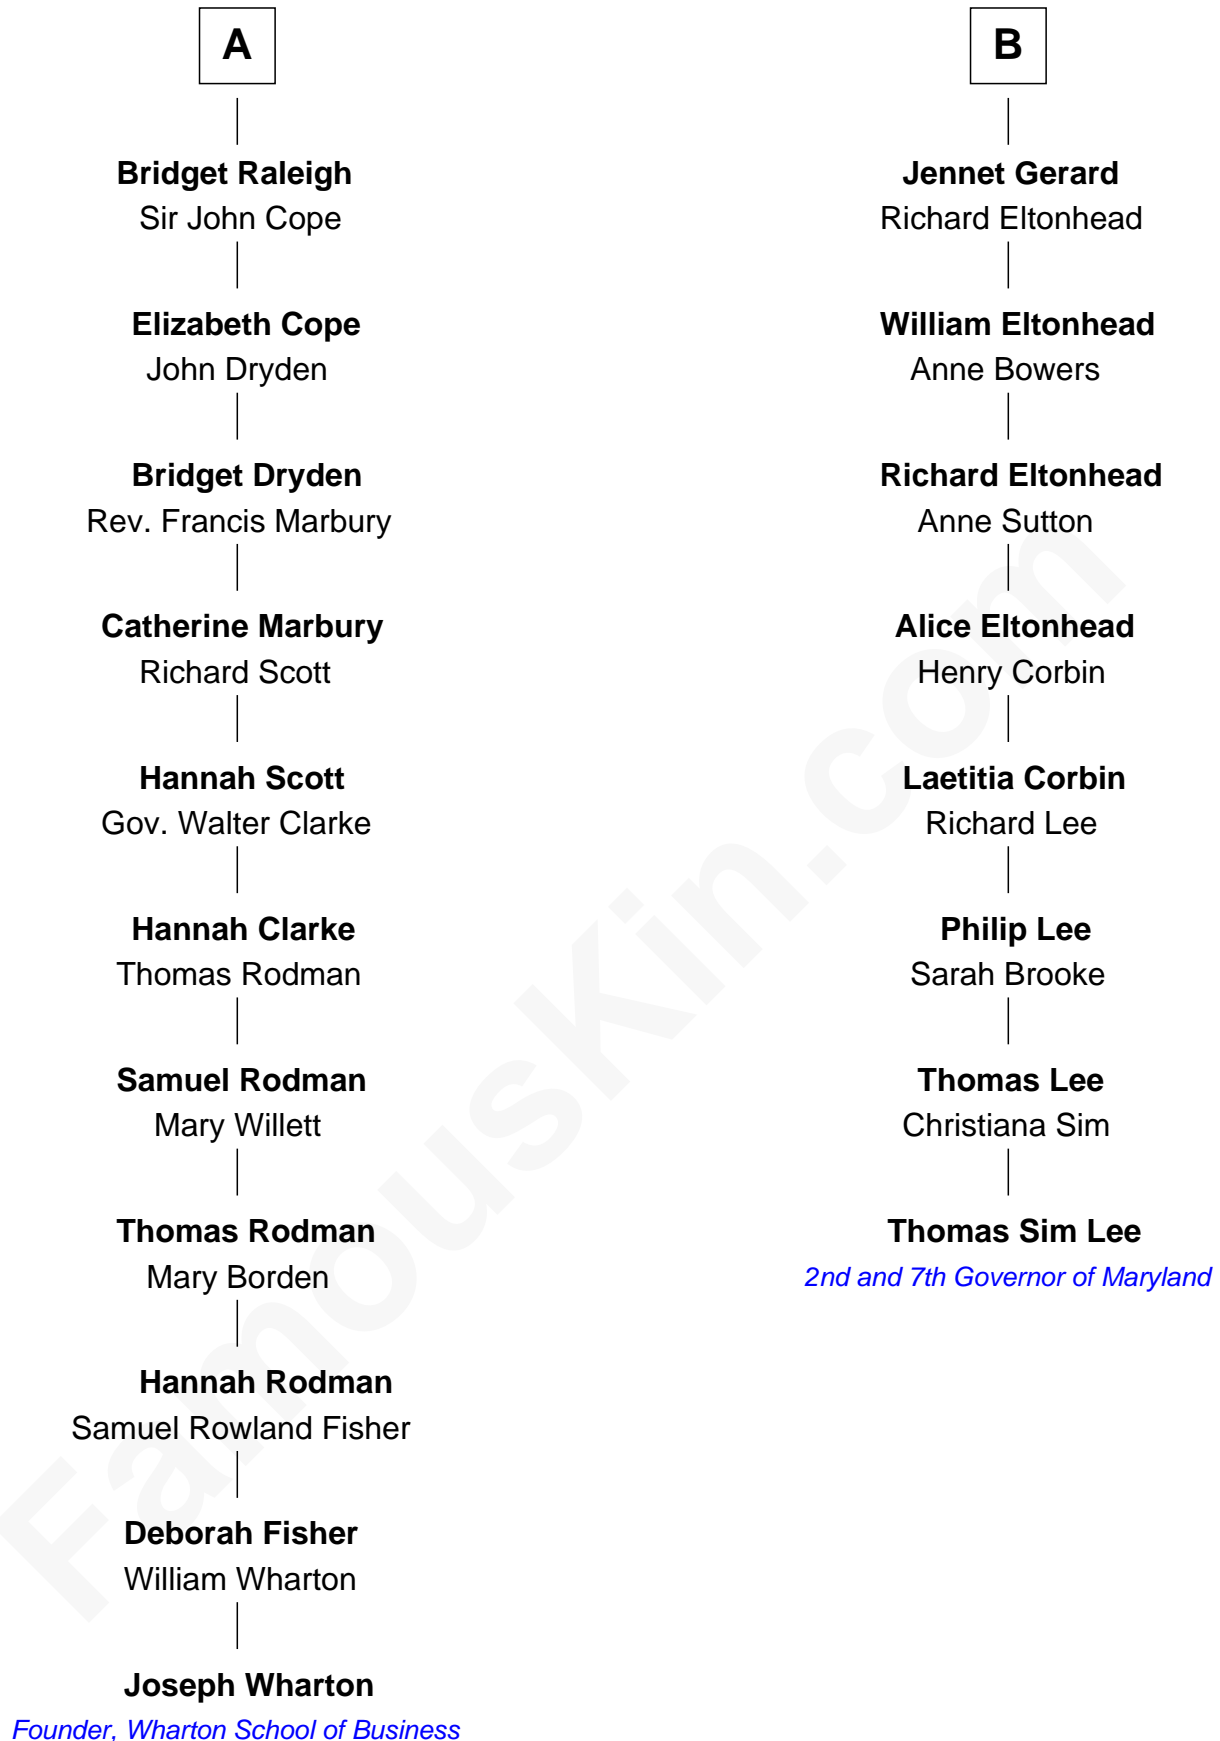 A
Bridget Raleigh
Sir John Cope
Elizabeth Cope
John Dryden
Bridget Dryden
Rev. Francis Marbury
Catherine Marbury
Richard Scott
Hannah Scott
Gov. Walter Clarke
Hannah Clarke
Thomas Rodman
Samuel Rodman
Mary Willett
Thomas Rodman
Mary Borden
Hannah Rodman
Samuel Rowland Fisher
Deborah Fisher
William Wharton
Joseph Wharton
Founder, Wharton School of Business
B
Jennet Gerard
Richard Eltonhead
William Eltonhead
Anne Bowers
Richard Eltonhead
Anne Sutton
Alice Eltonhead
Henry Corbin
Laetitia Corbin
Richard Lee
Philip Lee
Sarah Brooke
Thomas Lee
Christiana Sim
Thomas Sim Lee
2nd and 7th Governor of Maryland
FamousKin.com